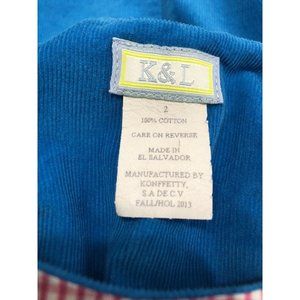 K&L
2
100% COTTON
CARE ON REVERSE
MADE IN
EL SALVADOR
MANUFACTURED BY
KONFFETTY,
S.A DE C.V.
FALL/HOL 2013